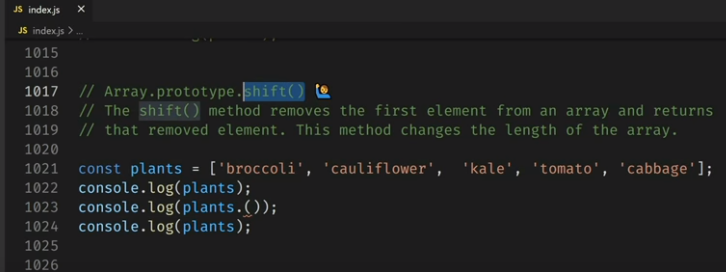 JS index.js ×
JS index.js > ...
1015
1016
1017 // Array.prototype.shift() 🙋
1018 // The shift() method removes the first element from an array and returns
1019 // that removed element. This method changes the length of the array.
1020
1021 const plants = ['broccoli', 'cauliflower',  'kale', 'tomato', 'cabbage'];
1022 console.log(plants);
1023 console.log(plants.());
1024 console.log(plants);
1025
1026